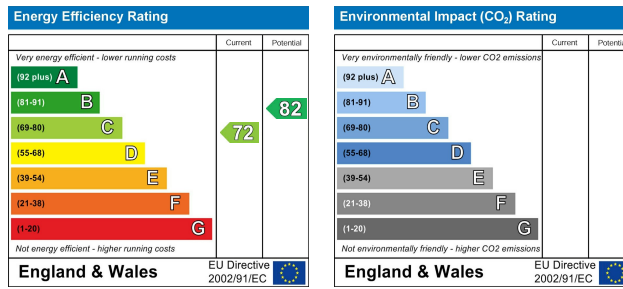 Energy Efficiency Rating
Current Potential
Very energy efficient - lower running costs
(92 plus) A
(81-91) B
(69-80) C
(55-68) D
(39-54) E
(21-38) F
(1-20) G
72
82
Not energy efficient - higher running costs
England & Wales
EU Directive
2002/91/EC
Environmental Impact (CO₂) Rating
Current Potential
Very environmentally friendly - lower CO2 emissions
(92 plus) A
(81-91) B
(69-80) C
(55-68) D
(39-54) E
(21-38) F
(1-20) G
Not environmentally friendly - higher CO2 emissions
England & Wales
EU Directive
2002/91/EC